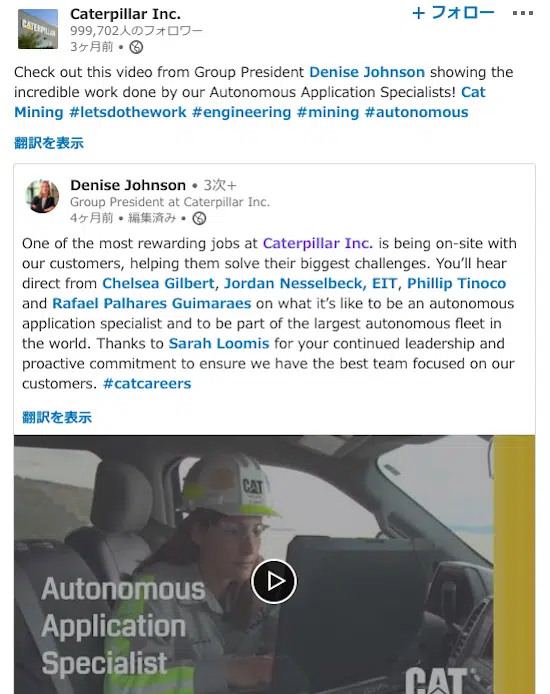 Caterpillar Inc.
+ フォロー
999,702人のフォロワー
3ヶ月前 •
Check out this video from Group President Denise Johnson showing the
incredible work done by our Autonomous Application Specialists! Cat
Mining #letsdothework #engineering #mining #autonomous
翻訳を表示
Denise Johnson • 3次+
Group President at Caterpillar Inc.
4ヶ月前 • 編集済み •
One of the most rewarding jobs at Caterpillar Inc. is being on-site with
our customers, helping them solve their biggest challenges. You’ll hear
direct from Chelsea Gilbert, Jordan Nesselbeck, EIT, Phillip Tinoco
and Rafael Palhares Guimaraes on what it’s like to be an autonomous
application specialist and to be part of the largest autonomous fleet in
the world. Thanks to Sarah Loomis for your continued leadership and
proactive commitment to ensure we have the best team focused on our
customers. #catcareers
翻訳を表示
CAT
Autonomous
Application
Specialist
CAT